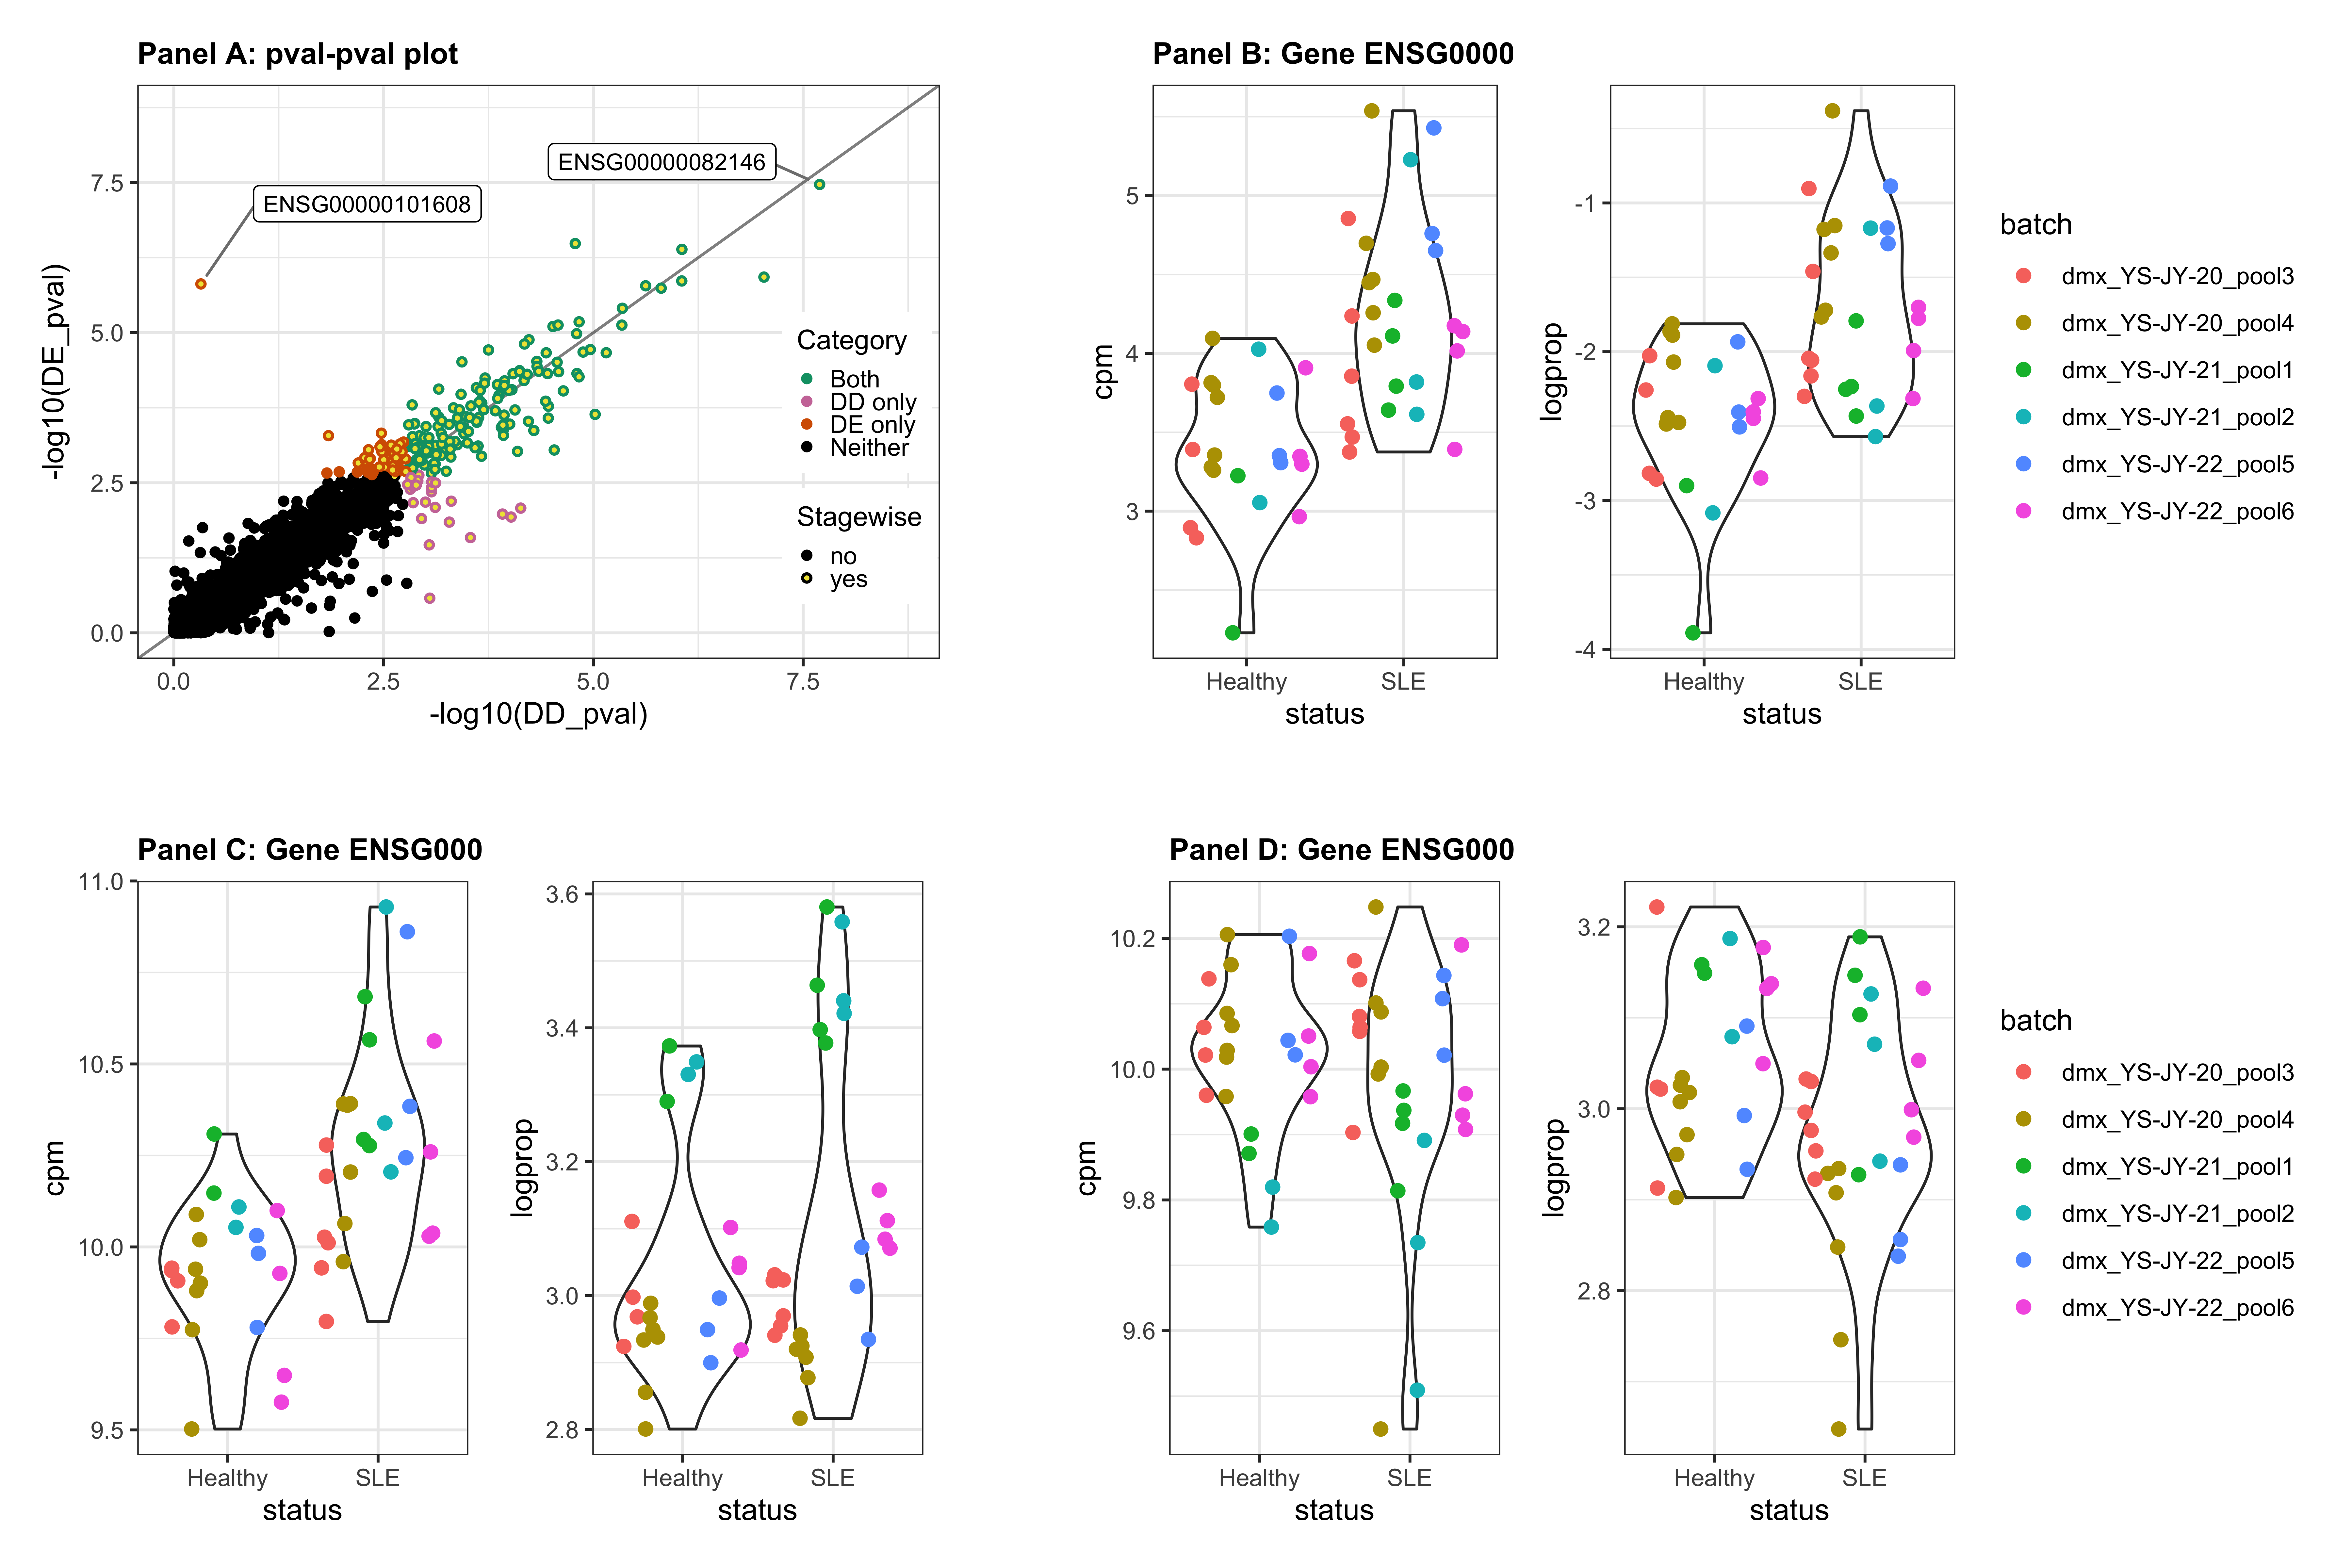 Panel A: pval-pval plot
-log10(DE_pval)
7.5
5.0
2.5
0.0
ENSG00000082146
ENSG00000101608
Category
Both
DD only
DE only
Neither
Stagewise
no
yes
0.0 2.5 5.0 7.5
-log10(DD_pval)
Panel B: Gene ENSG0000
cpm
5
4
3
Healthy SLE
status
logprop
-1
-2
-3
-4
Healthy SLE
status
batch
dmx_YS-JY-20_pool3
dmx_YS-JY-20_pool4
dmx_YS-JY-21_pool1
dmx_YS-JY-21_pool2
dmx_YS-JY-22_pool5
dmx_YS-JY-22_pool6
Panel C: Gene ENSG000
cpm
11.0
10.5
10.0
9.5
Healthy SLE
status
logprop
3.6
3.4
3.2
3.0
2.8
Healthy SLE
status
Panel D: Gene ENSG000
cpm
10.2
10.0
9.8
9.6
Healthy SLE
status
logprop
3.2
3.0
2.8
Healthy SLE
status
batch
dmx_YS-JY-20_pool3
dmx_YS-JY-20_pool4
dmx_YS-JY-21_pool1
dmx_YS-JY-21_pool2
dmx_YS-JY-22_pool5
dmx_YS-JY-22_pool6